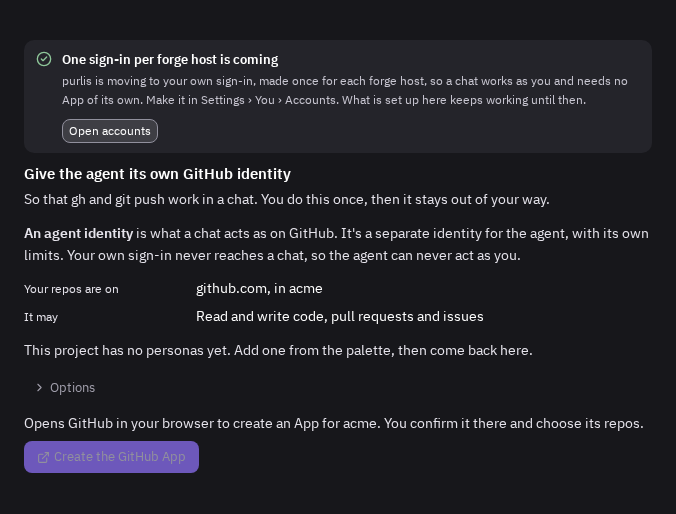 One sign-in per forge host is coming
purlis is moving to your own sign-in, made once for each forge host, so a chat works as you and needs no
App of its own. Make it in Settings › You › Accounts. What is set up here keeps working until then.
Open accounts
Give the agent its own GitHub identity
So that gh and git push work in a chat. You do this once, then it stays out of your way.
An agent identity is what a chat acts as on GitHub. It's a separate identity for the agent, with its own
limits. Your own sign-in never reaches a chat, so the agent can never act as you.
Your repos are on github.com, in acme
It may Read and write code, pull requests and issues
This project has no personas yet. Add one from the palette, then come back here.
Options
Opens GitHub in your browser to create an App for acme. You confirm it there and choose its repos.
Create the GitHub App